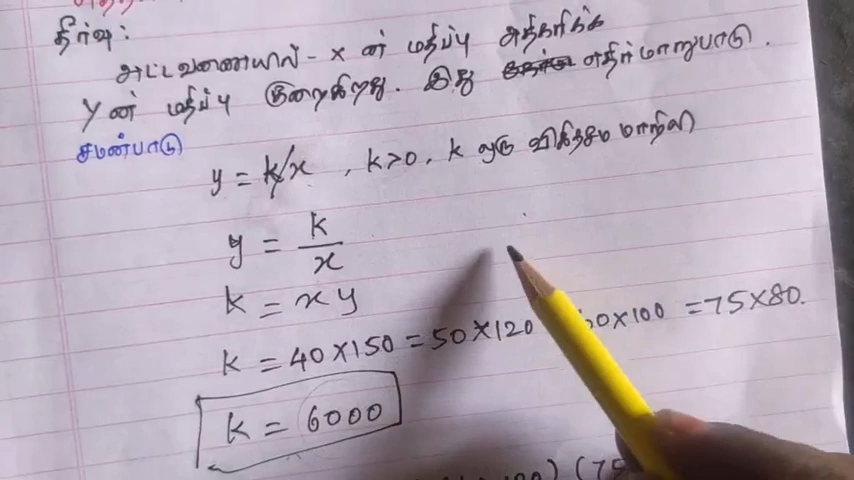 தீர்வு:
அட்டவணையில் - x ன் மதிப்பு அதிகரிக்க
y ன் மதிப்பு குறைகிறது. இது எதிர்மாறுபாடு.
சமன்பாடு
y = k/x , k>0, k ஒரு விகிதசம மாறிலி
y = k/x
k = xy
k = 40×150 = 50×120 60×100 = 75×80.
k = 6000